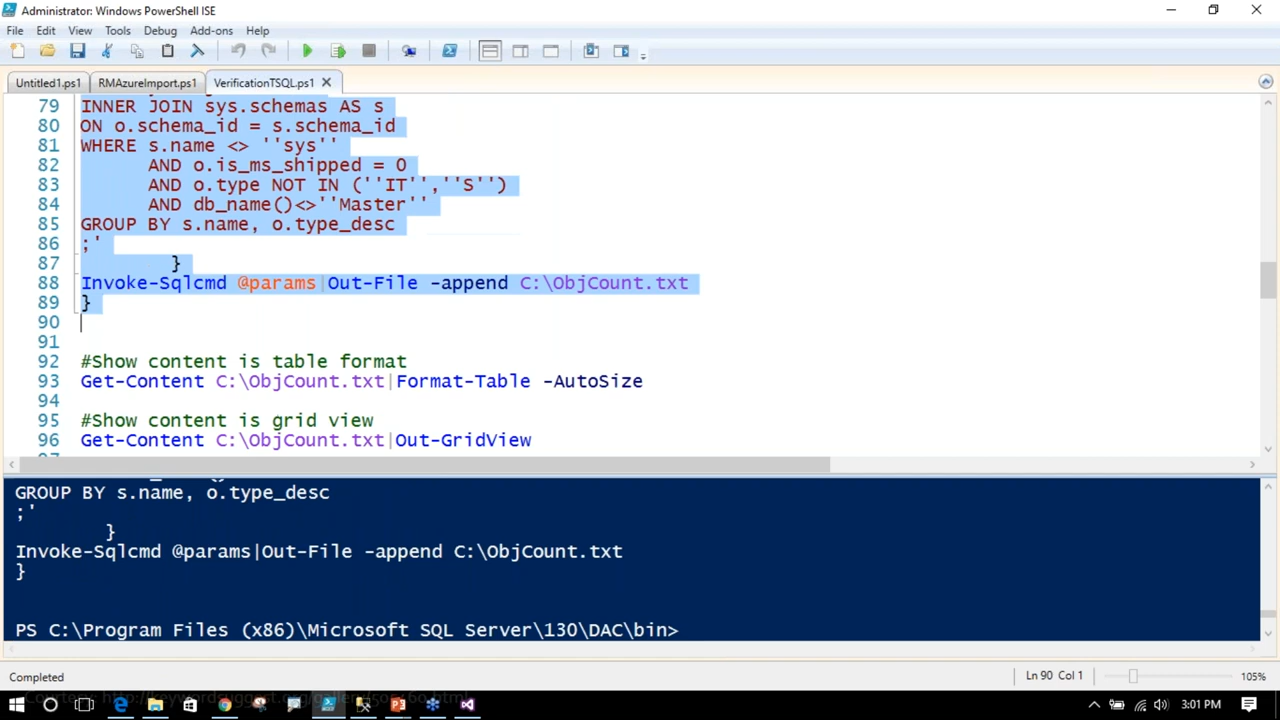 Administrator: Windows PowerShell ISE
File Edit View Tools Debug Add-ons Help
Untitled1.ps1 RMAzureImport.ps1 VerificationTSQL.ps1
79 INNER JOIN sys.schemas AS s
80 ON o.schema_id = s.schema_id
81 WHERE s.name <> ''sys''
82 AND o.is_ms_shipped = 0
83 AND o.type NOT IN (''IT'',''S'')
84 AND db_name()<>''Master''
85 GROUP BY s.name, o.type_desc
86 ;'
87 }
88 Invoke-Sqlcmd @params|Out-File -append C:\ObjCount.txt
89 }
90
91
92 #Show content is table format
93 Get-Content C:\ObjCount.txt|Format-Table -AutoSize
94
95 #Show content is grid view
96 Get-Content C:\ObjCount.txt|Out-GridView
GROUP BY s.name, o.type_desc
;'
}
Invoke-Sqlcmd @params|Out-File -append C:\ObjCount.txt
}
PS C:\Program Files (x86)\Microsoft SQL Server\130\DAC\bin>
Completed Ln 90 Col 1 105%
3:01 PM